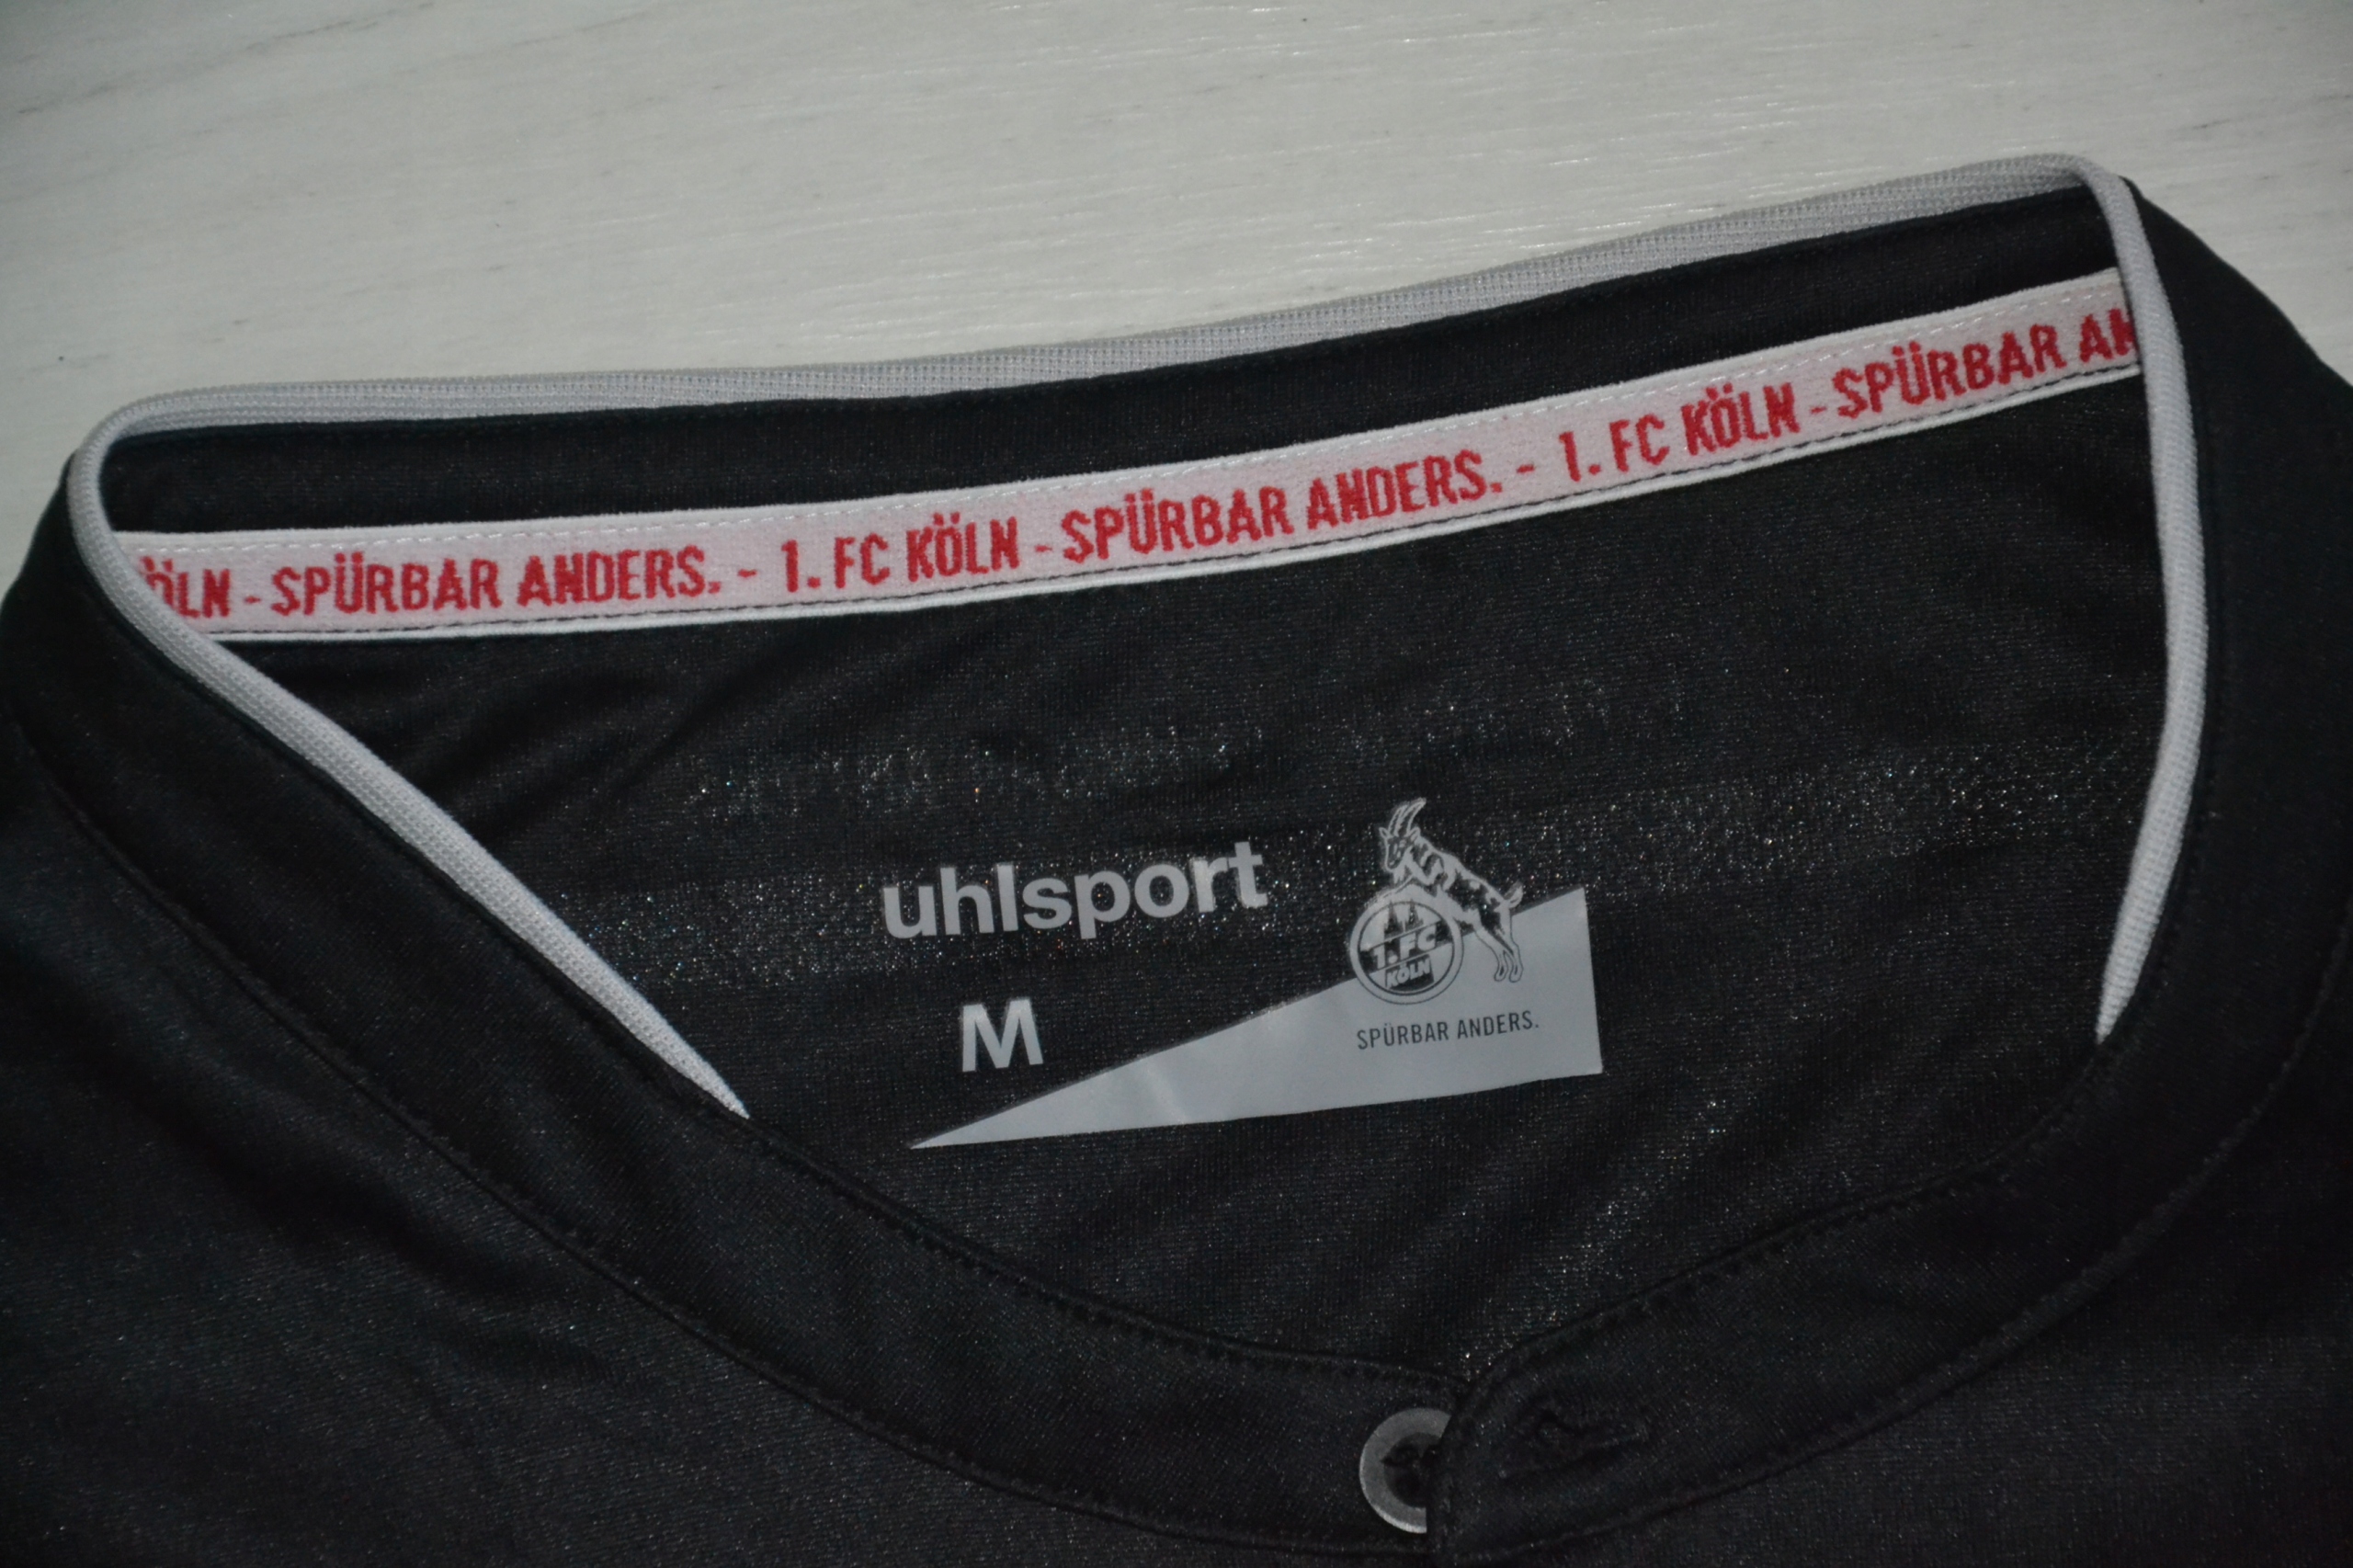 ÖLN - SPÜRBAR ANDERS. - 1. FC KÖLN - SPÜRBAR ANDERS. - 1. FC KÖLN - SPÜRBAR AN
uhlsport
M
1. FC
KÖLN
SPÜRBAR ANDERS.